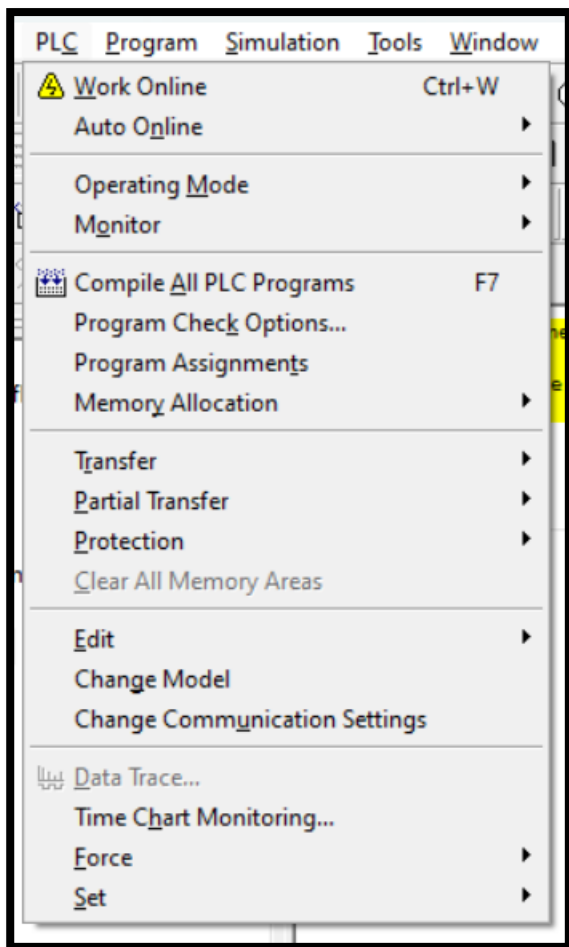 PLC Program Simulation Tools Window
Work Online Ctrl+W
Auto Online
Operating Mode
Monitor
Compile All PLC Programs F7
Program Check Options...
Program Assignments
Memory Allocation
Transfer
Partial Transfer
Protection
Clear All Memory Areas
Edit
Change Model
Change Communication Settings
Data Trace...
Time Chart Monitoring...
Force
Set